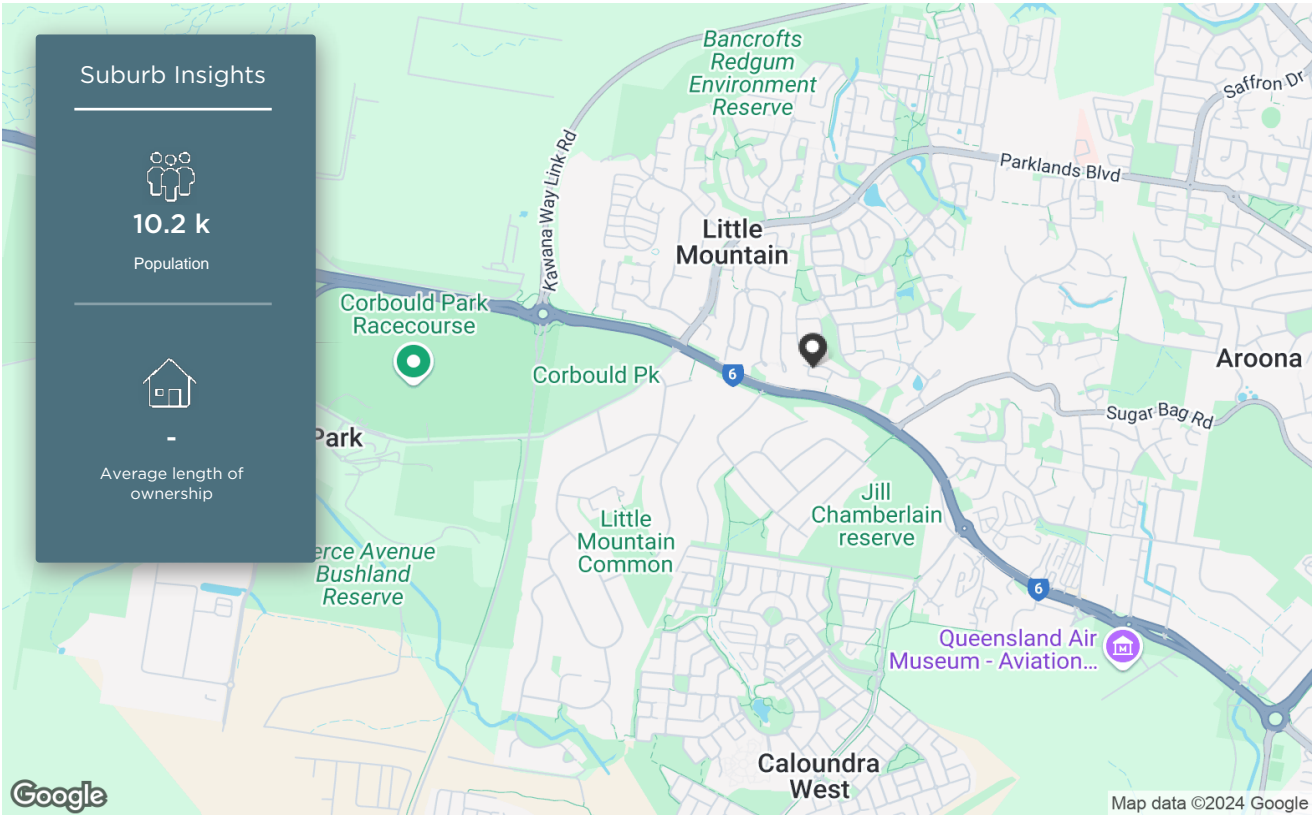 Suburb Insights
10.2 k
Population
-
Average length of
ownership
Bancrofts
Redgum
Environment
Reserve
Saffron Dr
Parklands Blvd
Kawana Way Link Rd
Little
Mountain
Corbould Park
Racecourse
Corbould Pk
6
Aroona
Sugar Bag Rd
Park
Jill
Chamberlain
reserve
Little
Mountain
Common
Avenue
Bushland
Reserve
6
Queensland Air
Museum - Aviation...
M
Caloundra
West
Google
Map data ©2024 Google